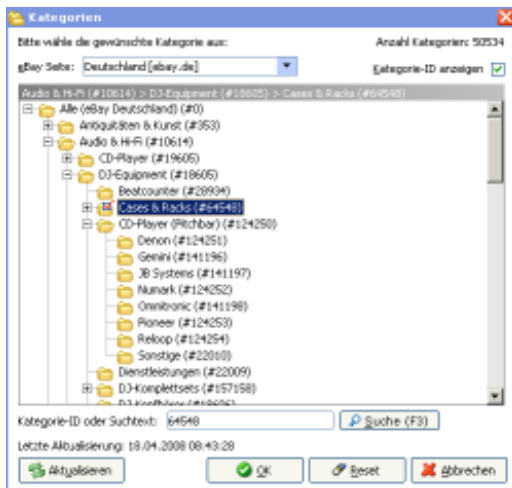 Kategorien
Bitte wähle die gewünschte Kategorie aus:
Anzahl Kategorien: 50534
eBay Seite: Deutschland [ebay.de]
Kategorie-ID anzeigen
Audio & Hi-Fi (#10614) > DJ-Equipment (#18605) > Cases & Racks (#64548)
Alle (eBay Deutschland) (#0)
Antiquitäten & Kunst (#353)
Audio & Hi-Fi (#10614)
CD-Player (#19605)
DJ-Equipment (#18605)
Beatcounter (#28934)
Cases & Racks (#64548)
CD-Player (Pitchbar) (#124250)
Denon (#124251)
Gemini (#141196)
JB Systems (#141197)
Numark (#124252)
Omnitronic (#141198)
Pioneer (#124253)
Reloop (#124254)
Sonstige (#22010)
Dienstleistungen (#22009)
DJ-Komplettsets (#157158)
DJ-Kopfhörer (#18606)
Kategorie-ID oder Suchtext: 64548
Suche (F3)
Letzte Aktualisierung: 18.04.2008 08:43:28
Aktualisieren
OK
Reset
Abbrechen